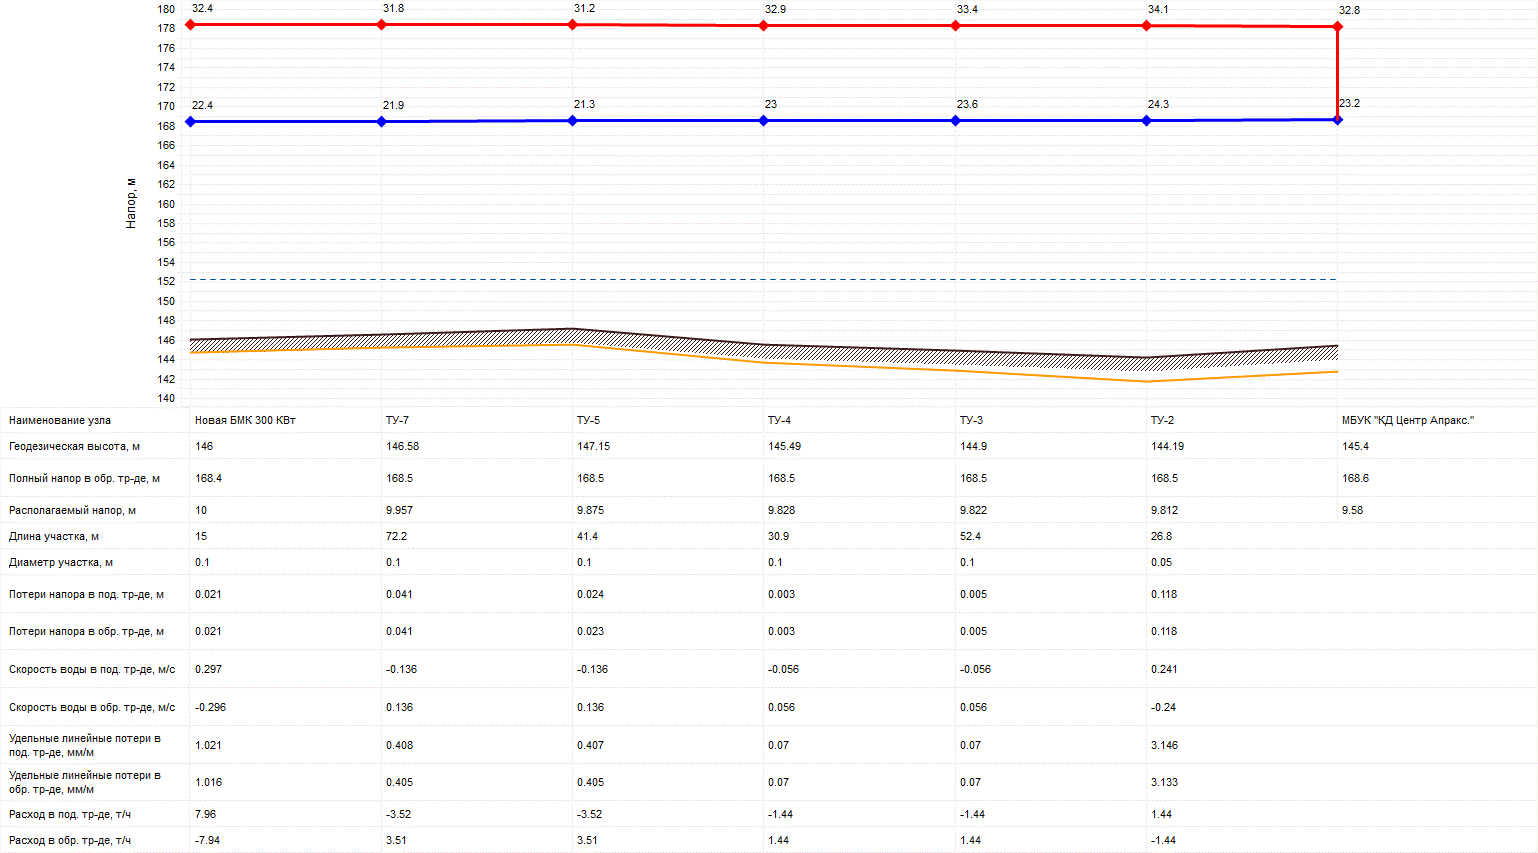 180
32.4 31.8 31.2 32.9 33.4 34.1 32.8
178
176
174
172
170
22.4 21.9 21.3 23 23.6 24.3 23.2
168
166
164
162
160
158
156
154
152
150
148
146
144
142
140
Напор, м
Наименование узла Новая БМК 300 КВт ТУ-7 ТУ-5 ТУ-4 ТУ-3 ТУ-2 МБУК "КД Центр Апракс."
Геодезическая высота, м 146 146.58 147.15 145.49 144.9 144.19 145.4
Полный напор в обр. тр-де, м 168.4 168.5 168.5 168.5 168.5 168.5 168.6
Располагаемый напор, м 10 9.957 9.875 9.828 9.822 9.812 9.58
Длина участка, м 15 72.2 41.4 30.9 52.4 26.8
Диаметр участка, м 0.1 0.1 0.1 0.1 0.1 0.05
Потери напора в под. тр-де, м 0.021 0.041 0.024 0.003 0.005 0.118
Потери напора в обр. тр-де, м 0.021 0.041 0.023 0.003 0.005 0.118
Скорость воды в под. тр-де, м/с 0.297 -0.136 -0.136 -0.056 -0.056 0.241
Скорость воды в обр. тр-де, м/с -0.296 0.136 0.136 0.056 0.056 -0.24
Удельные линейные потери в
под. тр-де, мм/м 1.021 0.408 0.407 0.07 0.07 3.146
Удельные линейные потери в
обр. тр-де, мм/м 1.016 0.405 0.405 0.07 0.07 3.133
Расход в под. тр-де, т/ч 7.96 -3.52 -3.52 -1.44 -1.44 1.44
Расход в обр. тр-де, т/ч -7.94 3.51 3.51 1.44 1.44 -1.44